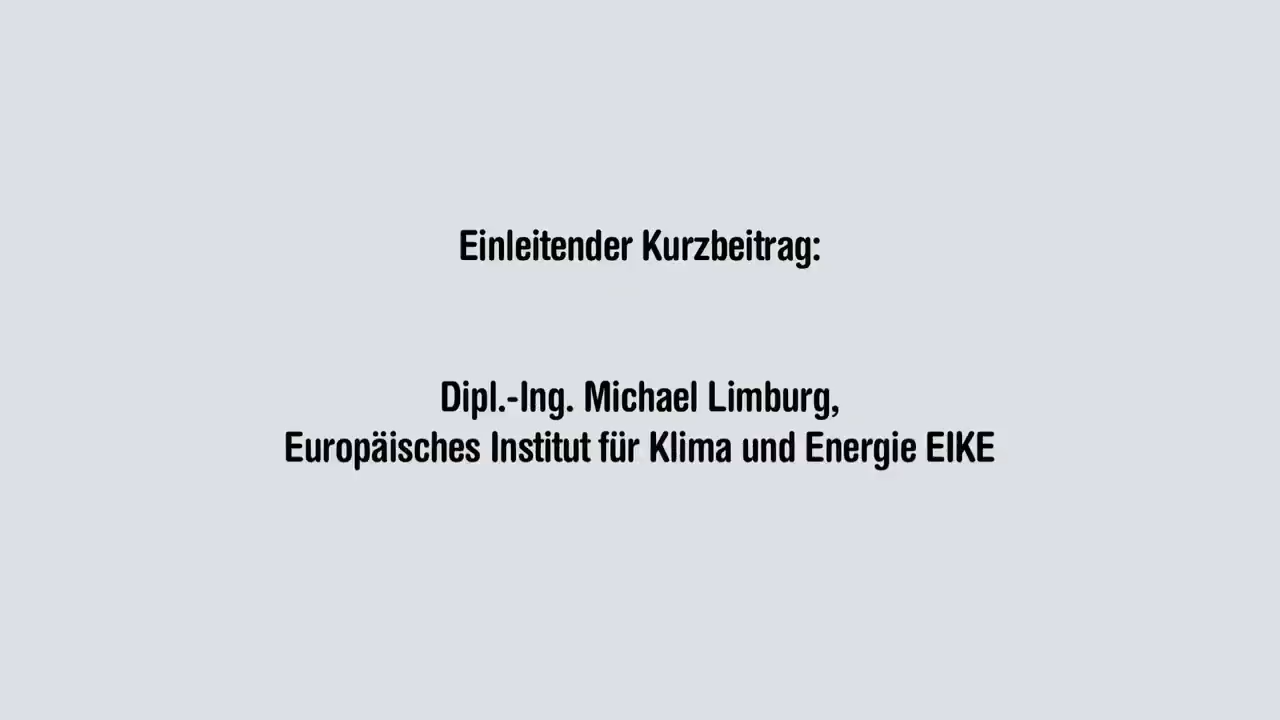 Einleitender Kurzbeitrag:
Dipl.-Ing. Michael Limburg,
Europäisches Institut für Klima und Energie EIKE